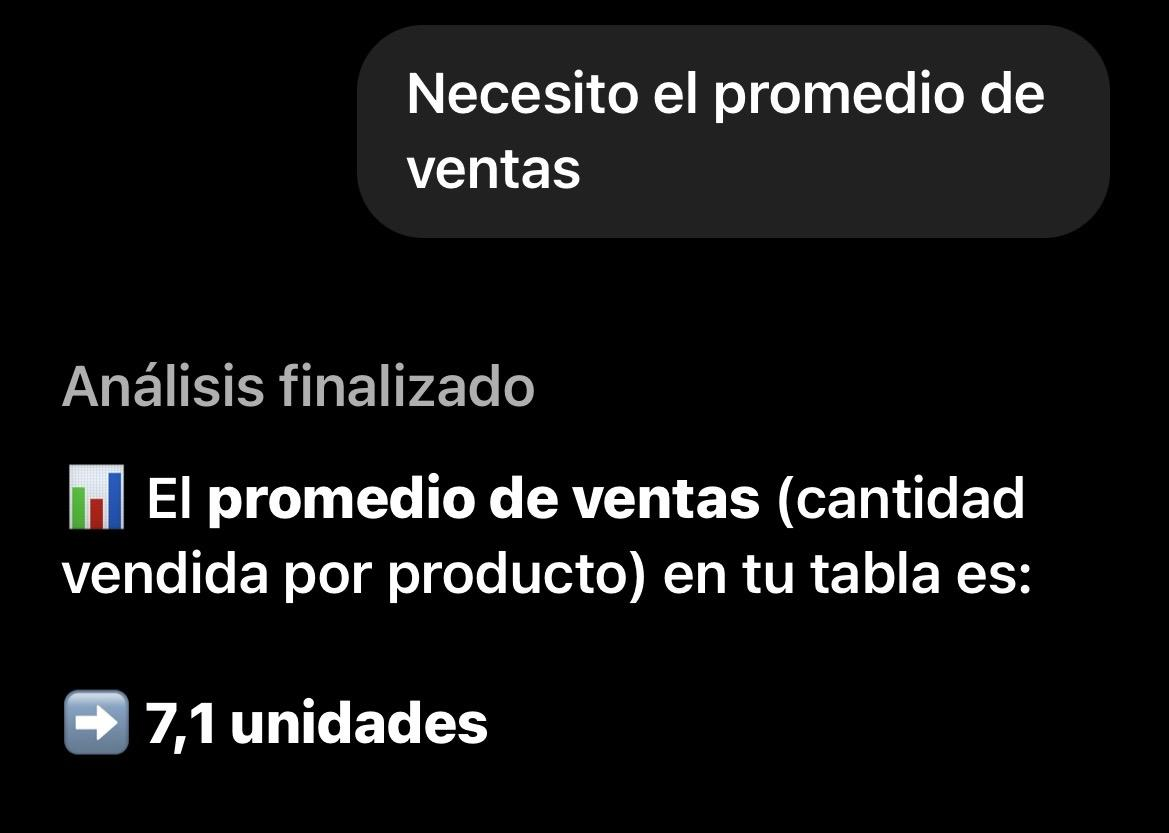 Necesito el promedio de
ventas
Análisis finalizado
📊 El promedio de ventas (cantidad
vendida por producto) en tu tabla es:
➡️ 7,1 unidades